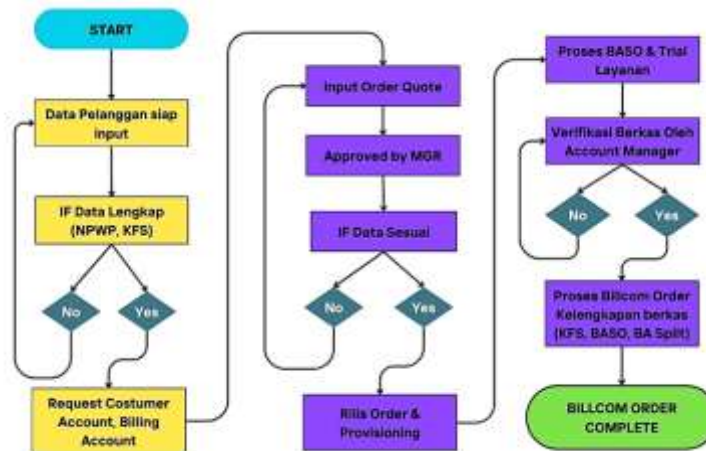 START
Data Pelanggan siap
input
IF Data Lengkap
(NPWP, KFS)
No
Yes
Request Costumer
Account, Billing
Account
Input Order Quote
Approved by MGR
IF Data Sesuai
No
Yes
Rilis Order &
Provisioning
Proses BASO & Trial
Layanan
Verifikasi Berkas Oleh
Account Manager
No
Yes
Proses Billcom Order
Kelengkapan berkas
(KFS, BASO, BA Split)
BILLCOM ORDER
COMPLETE